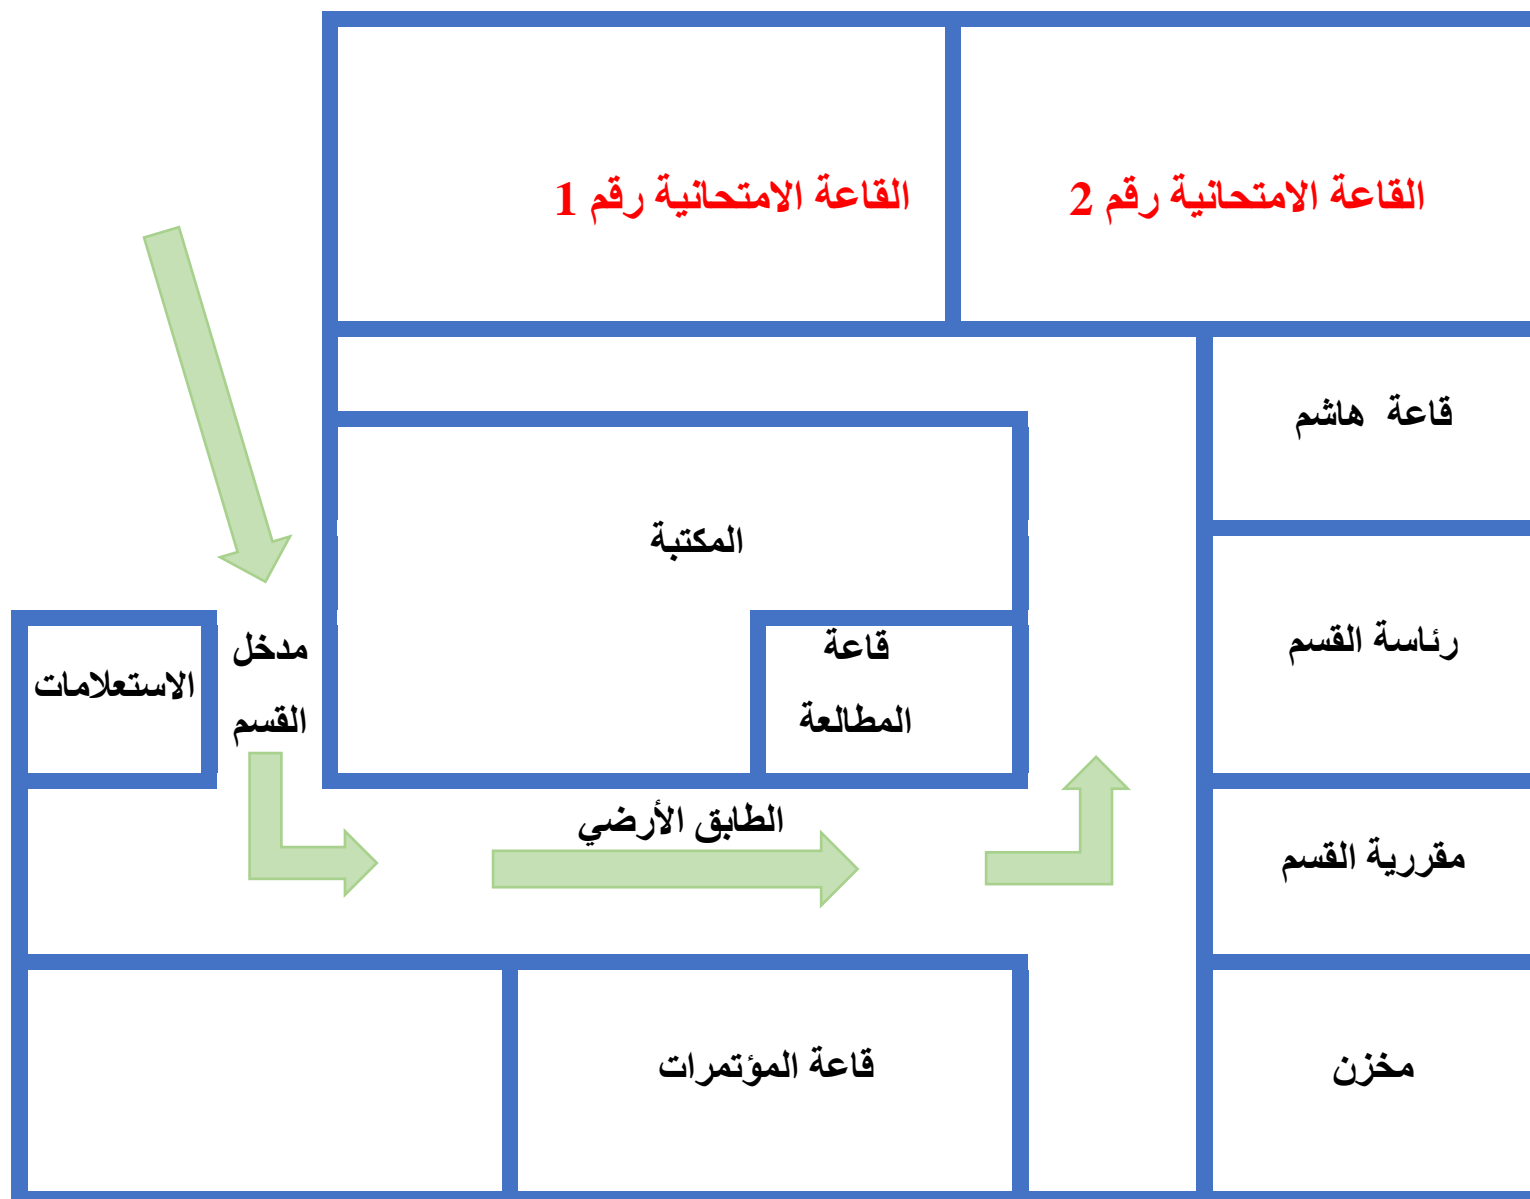 القاعة الامتحانية رقم 2
القاعة الامتحانية رقم 1
قاعة هاشم
المكتبة
رئاسة القسم
قاعة
المطالعة
مدخل
القسم
الاستعلامات
الطابق الأرضي
مقررية القسم
مخزن
قاعة المؤتمرات